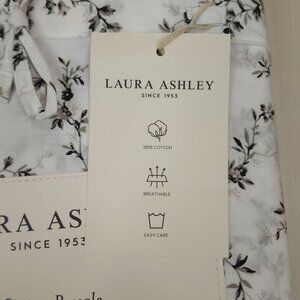 LAURA ASHLEY
SINCE 1953
100% COTTON
BREATHABLE
EASY CARE
RA ASH
SINCE 1953